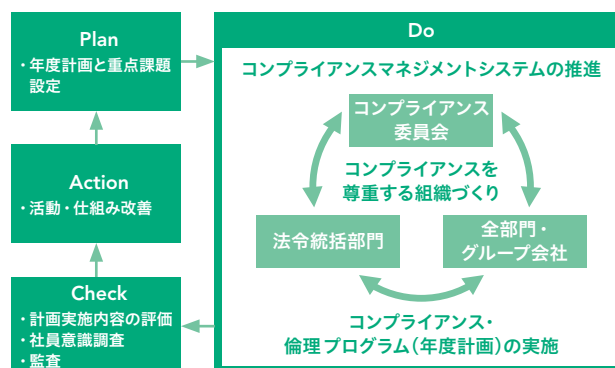 Plan
・年度計画と重点課題
設定
Action
・活動・仕組み改善
Check
・計画実施内容の評価
・社員意識調査
・監査
Do
コンプライアンスマネジメントシステムの推進
コンプライアンス
委員会
コンプライアンスを
尊重する組織づくり
法令統括部門
全部門・
グループ会社
コンプライアンス・
倫理プログラム（年度計画）の実施